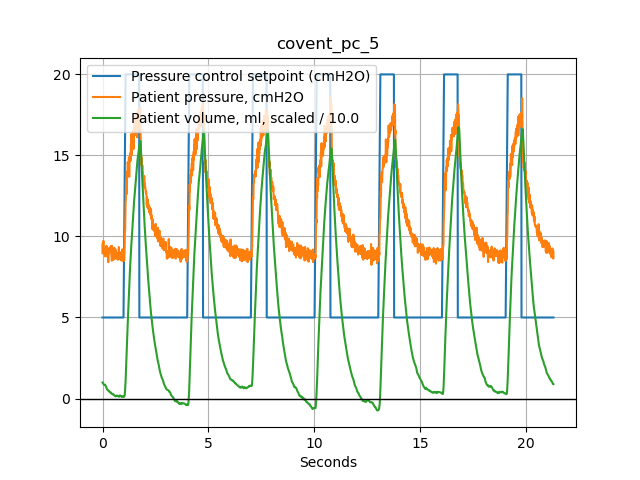 covent_pc_5
Pressure control setpoint (cmH2O)
Patient pressure, cmH2O
Patient volume, ml, scaled / 10.0
20
15
10
5
0
0 5 10 15 20
Seconds